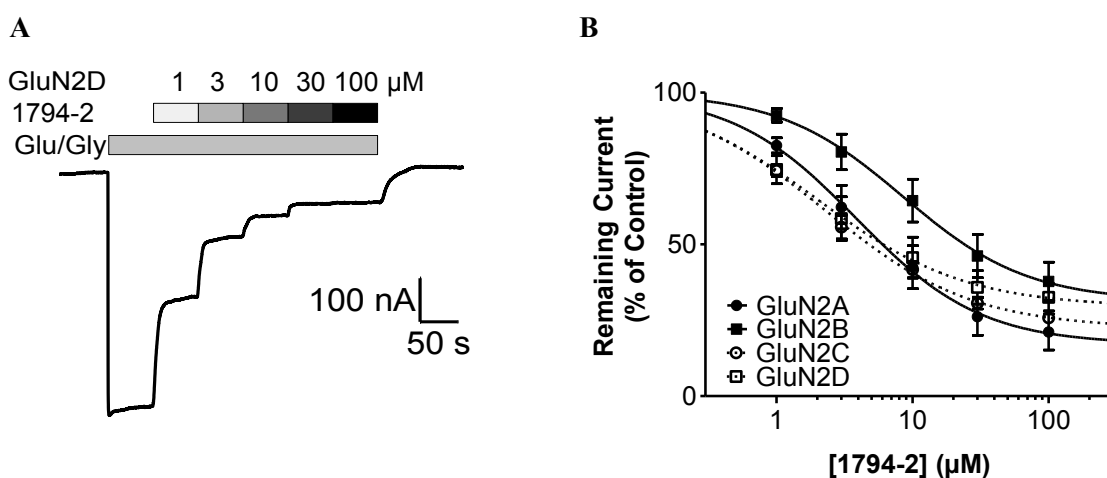 A
GluN2D 1 3 10 30 100 µM
1794-2
Glu/Gly
100 nA
50 s
B
100
50
0
Remaining Current
(% of Control)
GluN2A
GluN2B
GluN2C
GluN2D
1 10 100
[1794-2] (µM)